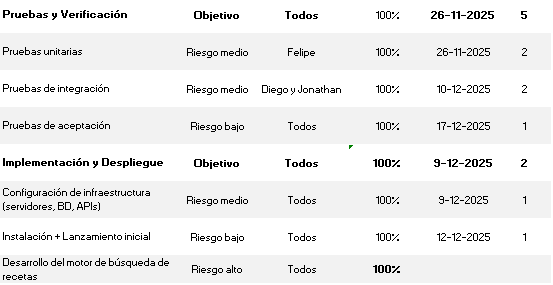 Pruebas y Verificación Objetivo Todos 100% 26-11-2025 5
Pruebas unitarias Riesgo medio Felipe 100% 26-11-2025 2
Pruebas de integración Riesgo medio Diego y Jonathan 100% 10-12-2025 2
Pruebas de aceptación Riesgo bajo Todos 100% 17-12-2025 1
Implementación y Despliegue Objetivo Todos 100% 9-12-2025 2
Configuración de infraestructura
(servidores, BD, APIs) Riesgo medio Todos 100% 9-12-2025 1
Instalación + Lanzamiento inicial Riesgo bajo Todos 100% 12-12-2025 1
Desarrollo del motor de búsqueda de
recetas Riesgo alto Todos 100%